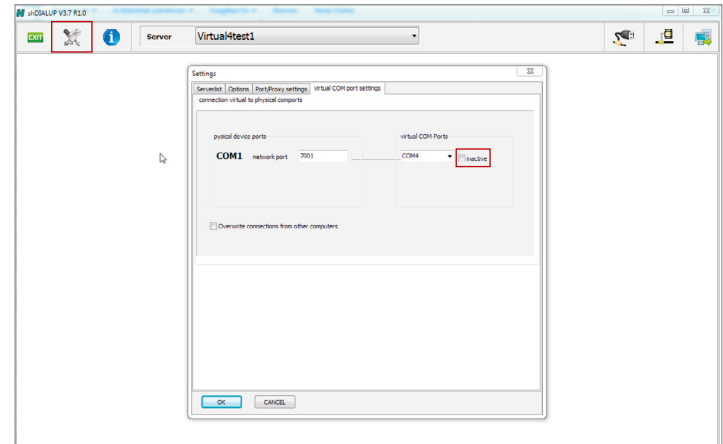 shDIALUP V3.7 R1.0
EXIT
Server
Virtual4test1
Settings
Serverlist Options Port/Proxy settings virtual COM port settings
connection virtual to physical comports
pysical device ports
virtual COM-Ports
COM1 network port 7001
COM4
inactive
Overwrite connections from other computers
OK CANCEL